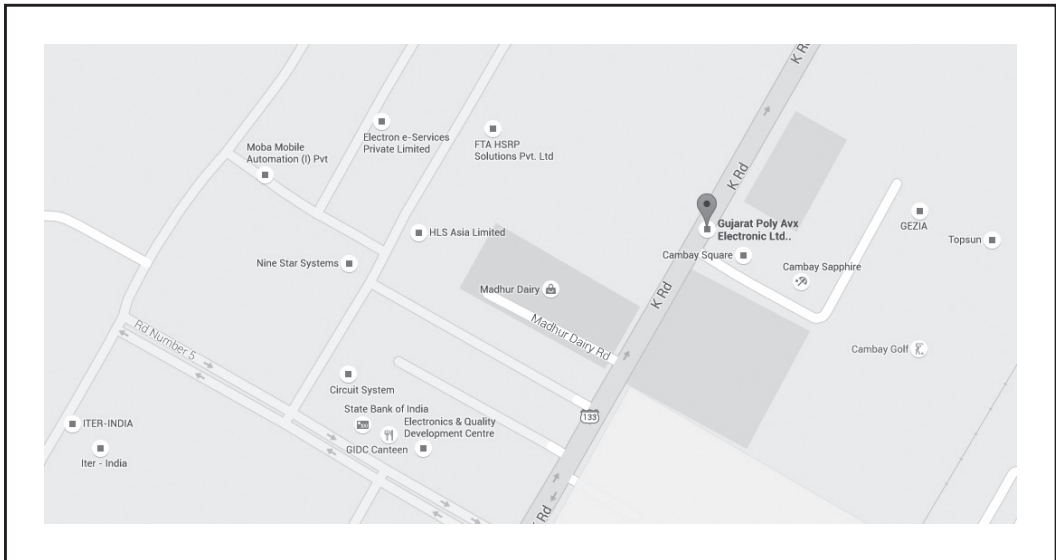 K Rd
Electron e-Services
Private Limited
FTA HSRP
Solutions Pvt. Ltd
Moba Mobile
Automation (I) Pvt
K Rd
Gujarat Poly Avx
Electronic Ltd..
GEZIA
HLS Asia Limited
Topsun
Cambay Square
Nine Star Systems
Cambay Sapphire
Madhur Dairy
K Rd
Madhur Dairy Rd
Rd Number 5
Cambay Golf
Circuit System
State Bank of India
133
ITER-INDIA
Electronics & Quality
Development Centre
GIDC Canteen
Iter - India
K Rd